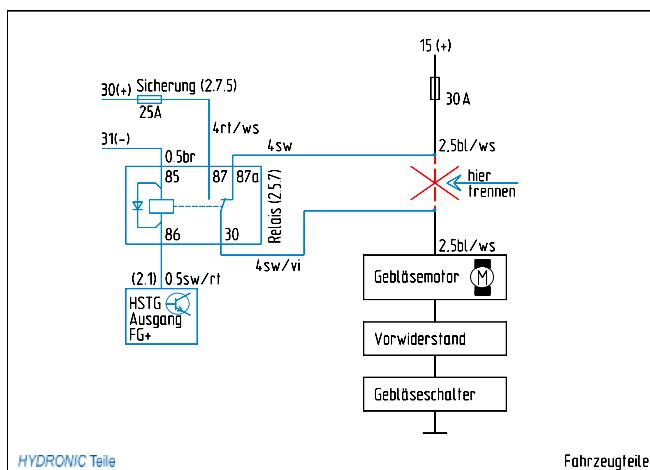 15 (+)
30(+)
Sicherung (2.7.5)
25A
30A
31(-)
4rt/ws
4sw
2.5bl/ws
0.5br
85
87
87a
Relais (2.5.7)
hier
trennen
86
30
4sw/vi
2.5bl/ws
(2.1)
0.5sw/rt
HSTG
Ausgang
FG+
Gebläsemotor
M
Vorwiderstand
Gebläseschalter
HYDRONIC Teile
Fahrzeugteile